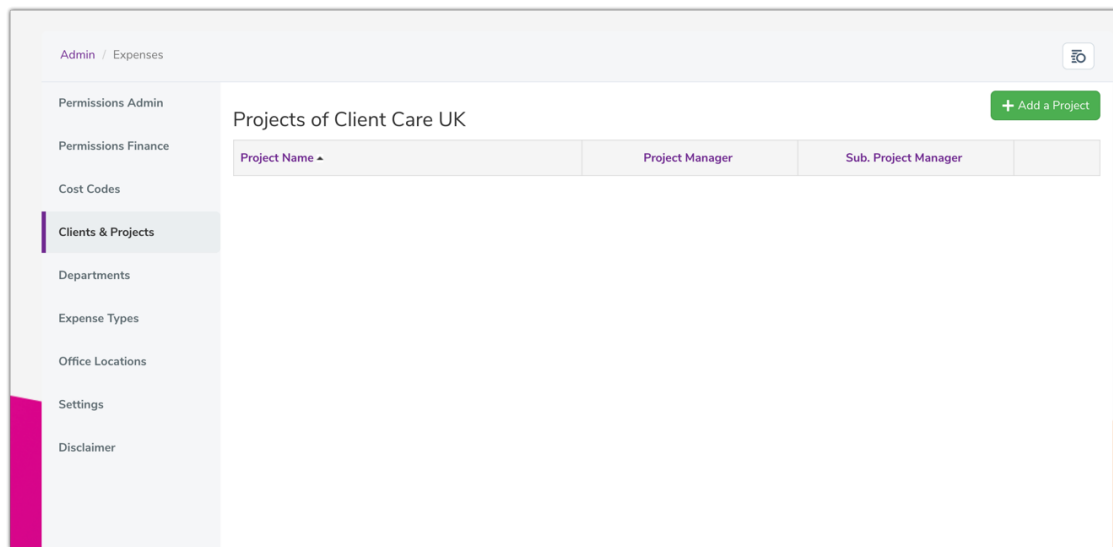 Admin / Expenses
Permissions Admin
Permissions Finance
Cost Codes
Clients & Projects
Departments
Expense Types
Office Locations
Settings
Disclaimer
Projects of Client Care UK
+ Add a Project
Project Name
Project Manager
Sub. Project Manager